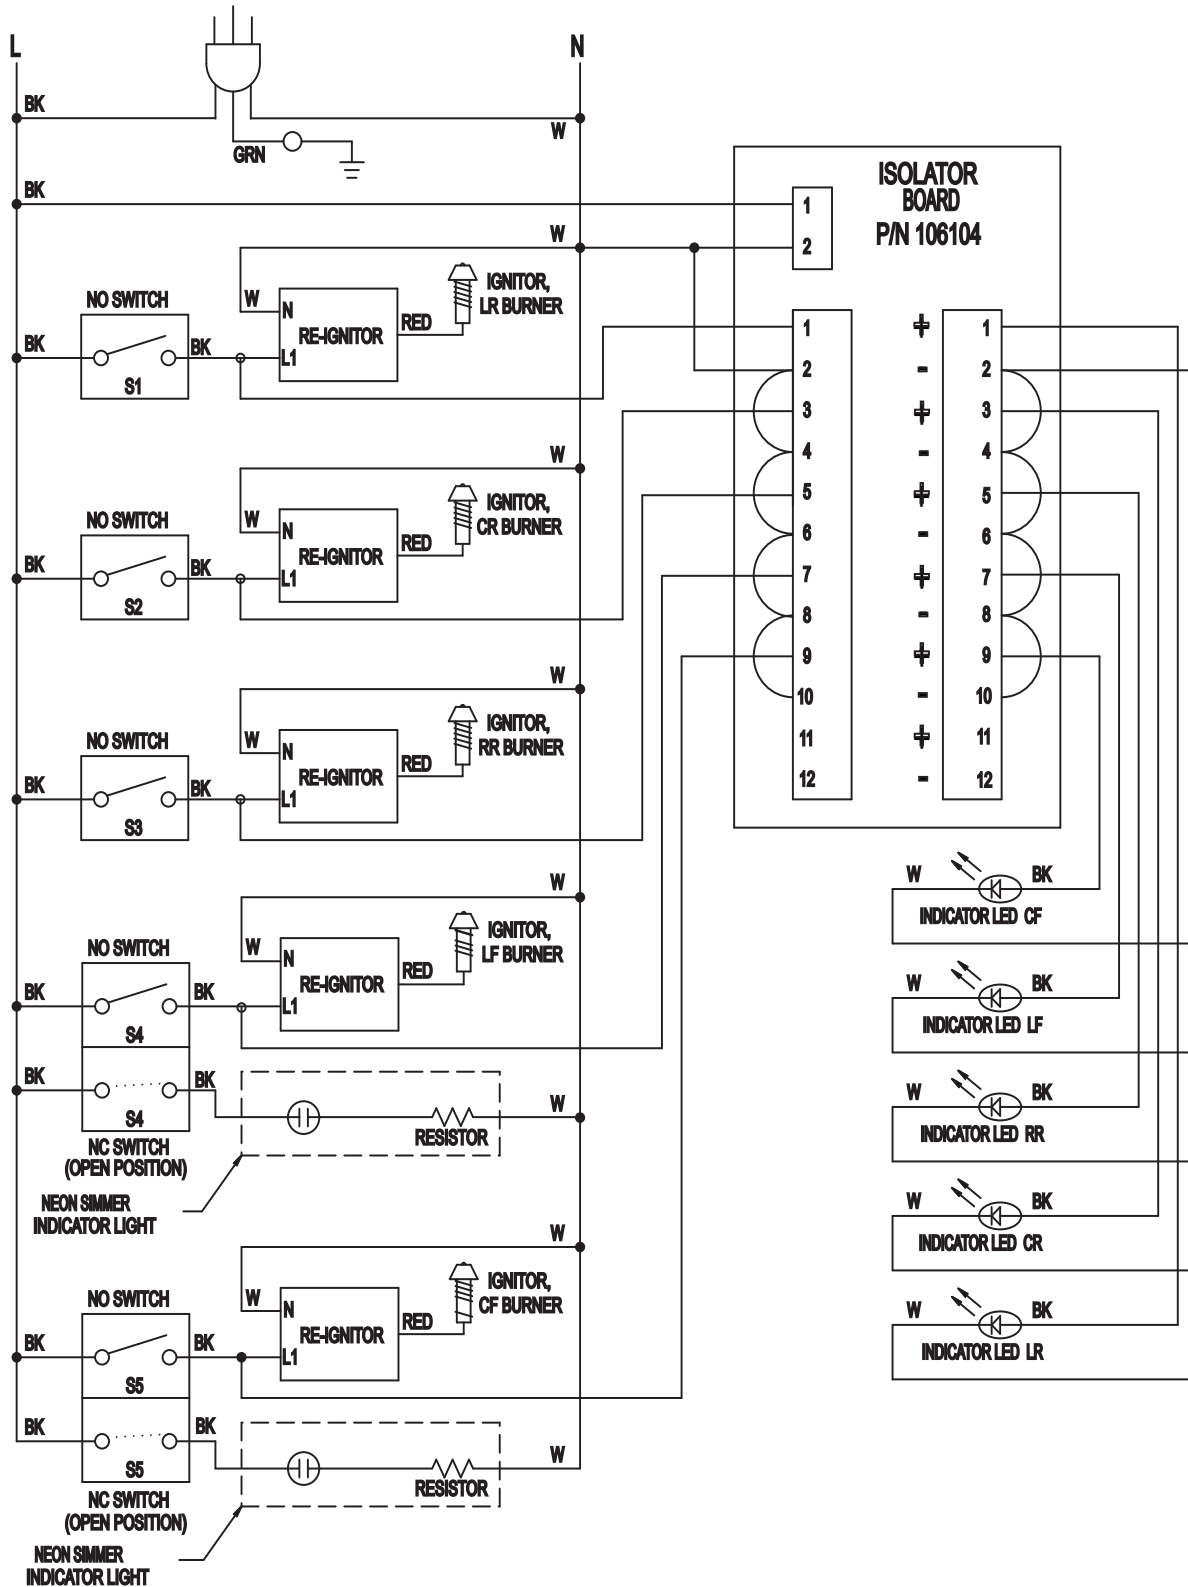 L
N
BK
W
GRN
BK
ISOLATOR
BOARD
P/N 106104
1
2
W
NO SWITCH
BK
S1
BK
W
N
RE-IGNITOR
L1
RED
IGNITOR,
LR BURNER
1 + 1
2 - 2
3 + 3
4 - 4
5 + 5
6 - 6
7 + 7
8 - 8
9 + 9
10 - 10
11 + 11
12 - 12
W
NO SWITCH
BK
S2
BK
W
N
RE-IGNITOR
L1
RED
IGNITOR,
CR BURNER
W
NO SWITCH
BK
S3
BK
W
N
RE-IGNITOR
L1
RED
IGNITOR,
RR BURNER
W
NO SWITCH
BK
S4
BK
W
N
RE-IGNITOR
L1
RED
IGNITOR,
LF BURNER
BK
S4
BK
NC SWITCH
(OPEN POSITION)
RESISTOR
W
NEON SIMMER
INDICATOR LIGHT
W
NO SWITCH
BK
S5
BK
W
N
RE-IGNITOR
L1
RED
IGNITOR,
CF BURNER
BK
S5
BK
NC SWITCH
(OPEN POSITION)
RESISTOR
W
NEON SIMMER
INDICATOR LIGHT
W BK
INDICATOR LED CF
W BK
INDICATOR LED LF
W BK
INDICATOR LED RR
W BK
INDICATOR LED CR
W BK
INDICATOR LED LR